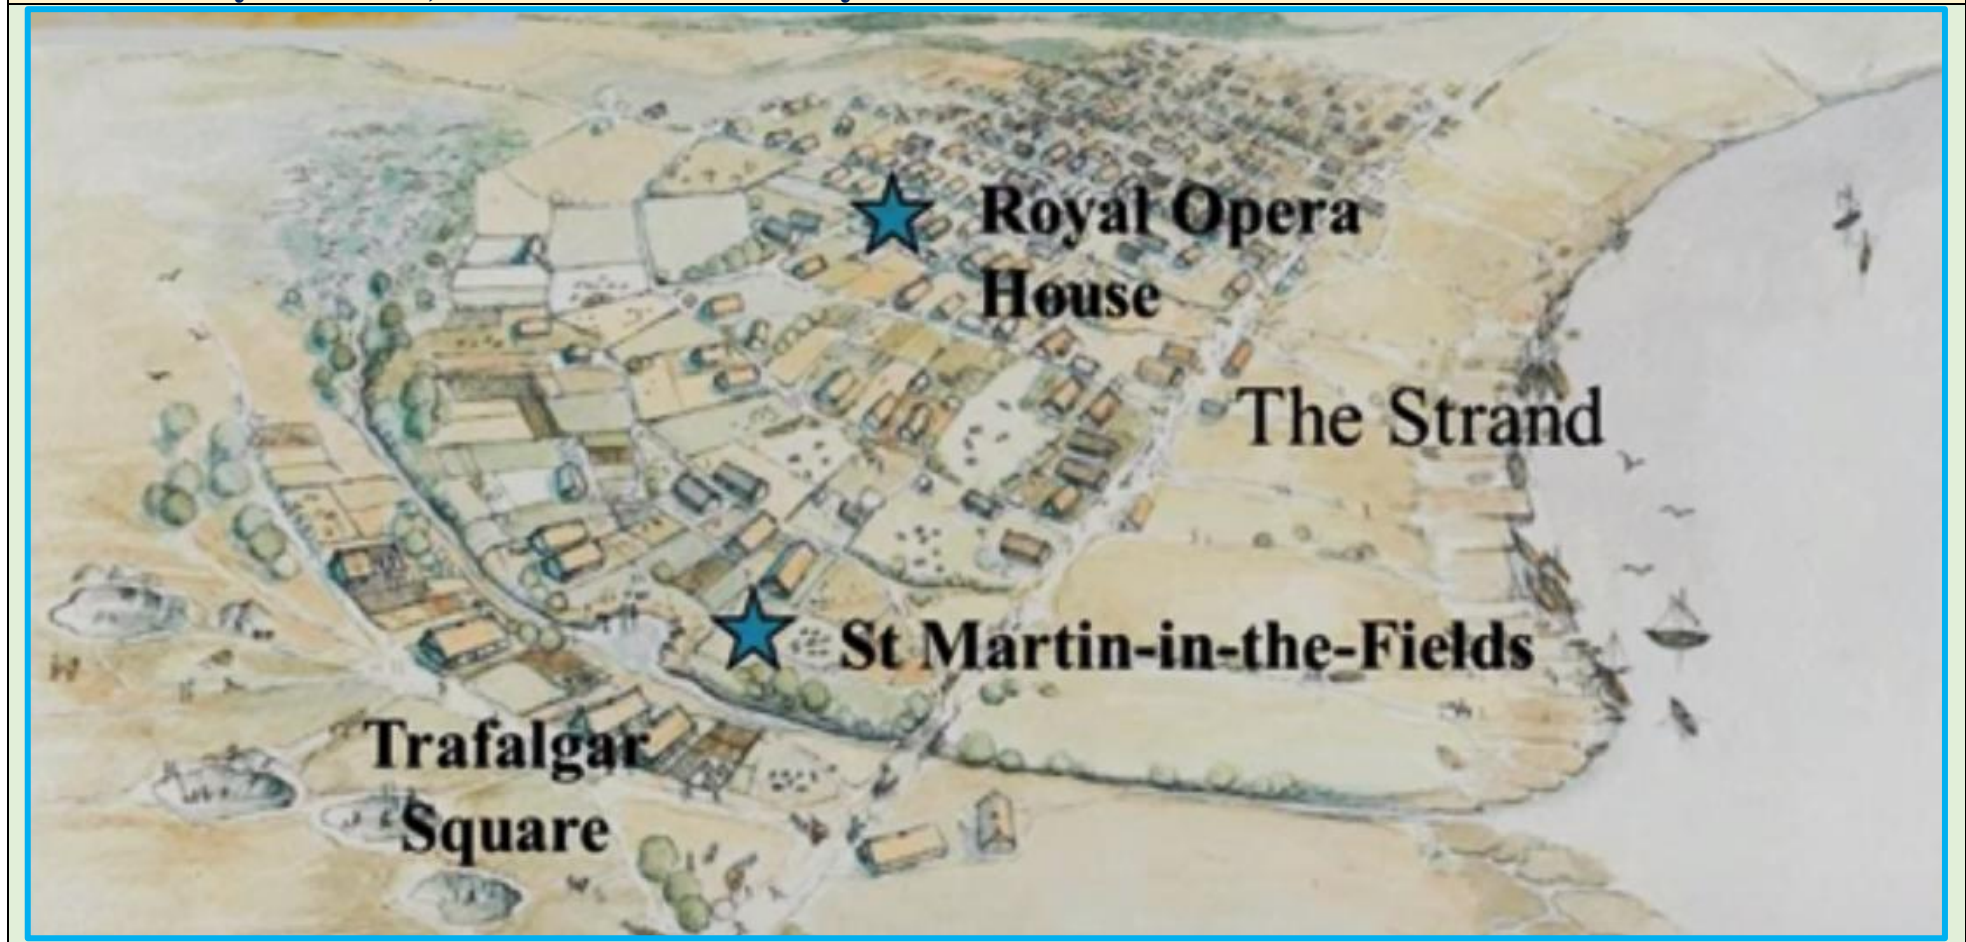 Royal Opera
House
The Strand
St Martin-in-the-Fields
Trafalgar
Square